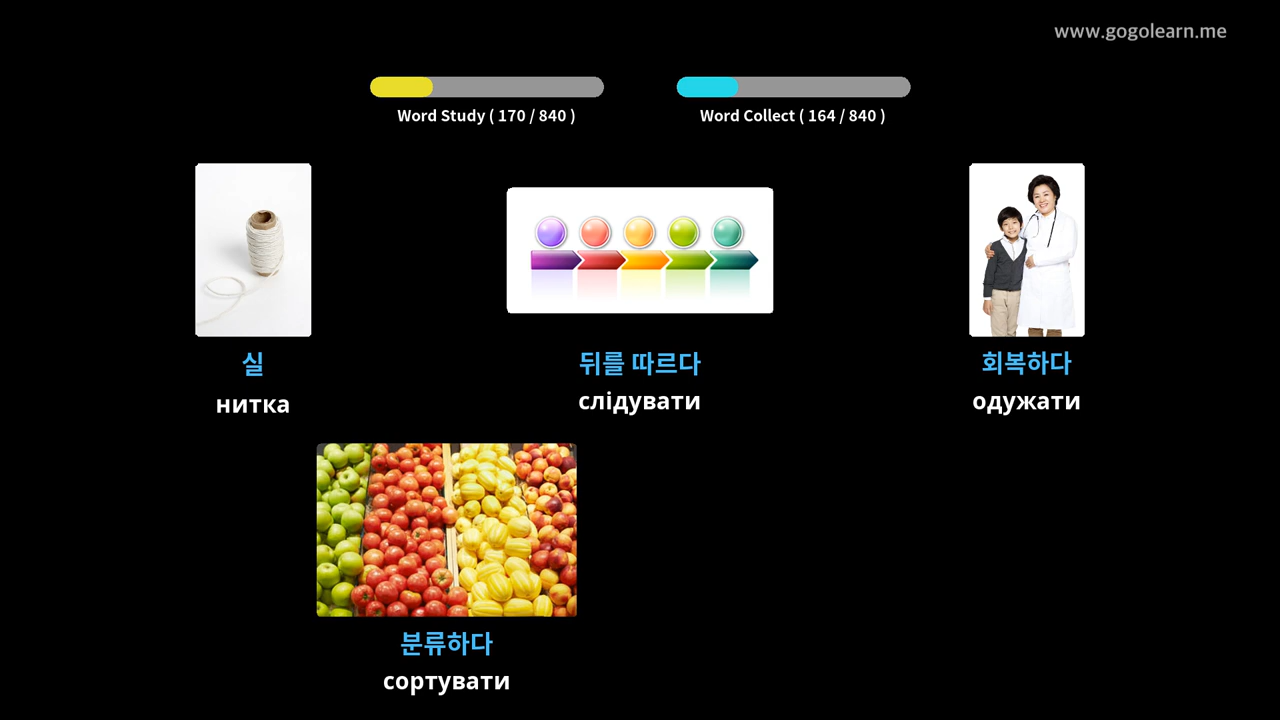 www.gogolearn.me
Word Study ( 170 / 840 )
Word Collect ( 164 / 840 )
실
нитка
뒤를 따르다
слідувати
회복하다
одужати
분류하다
сортувати